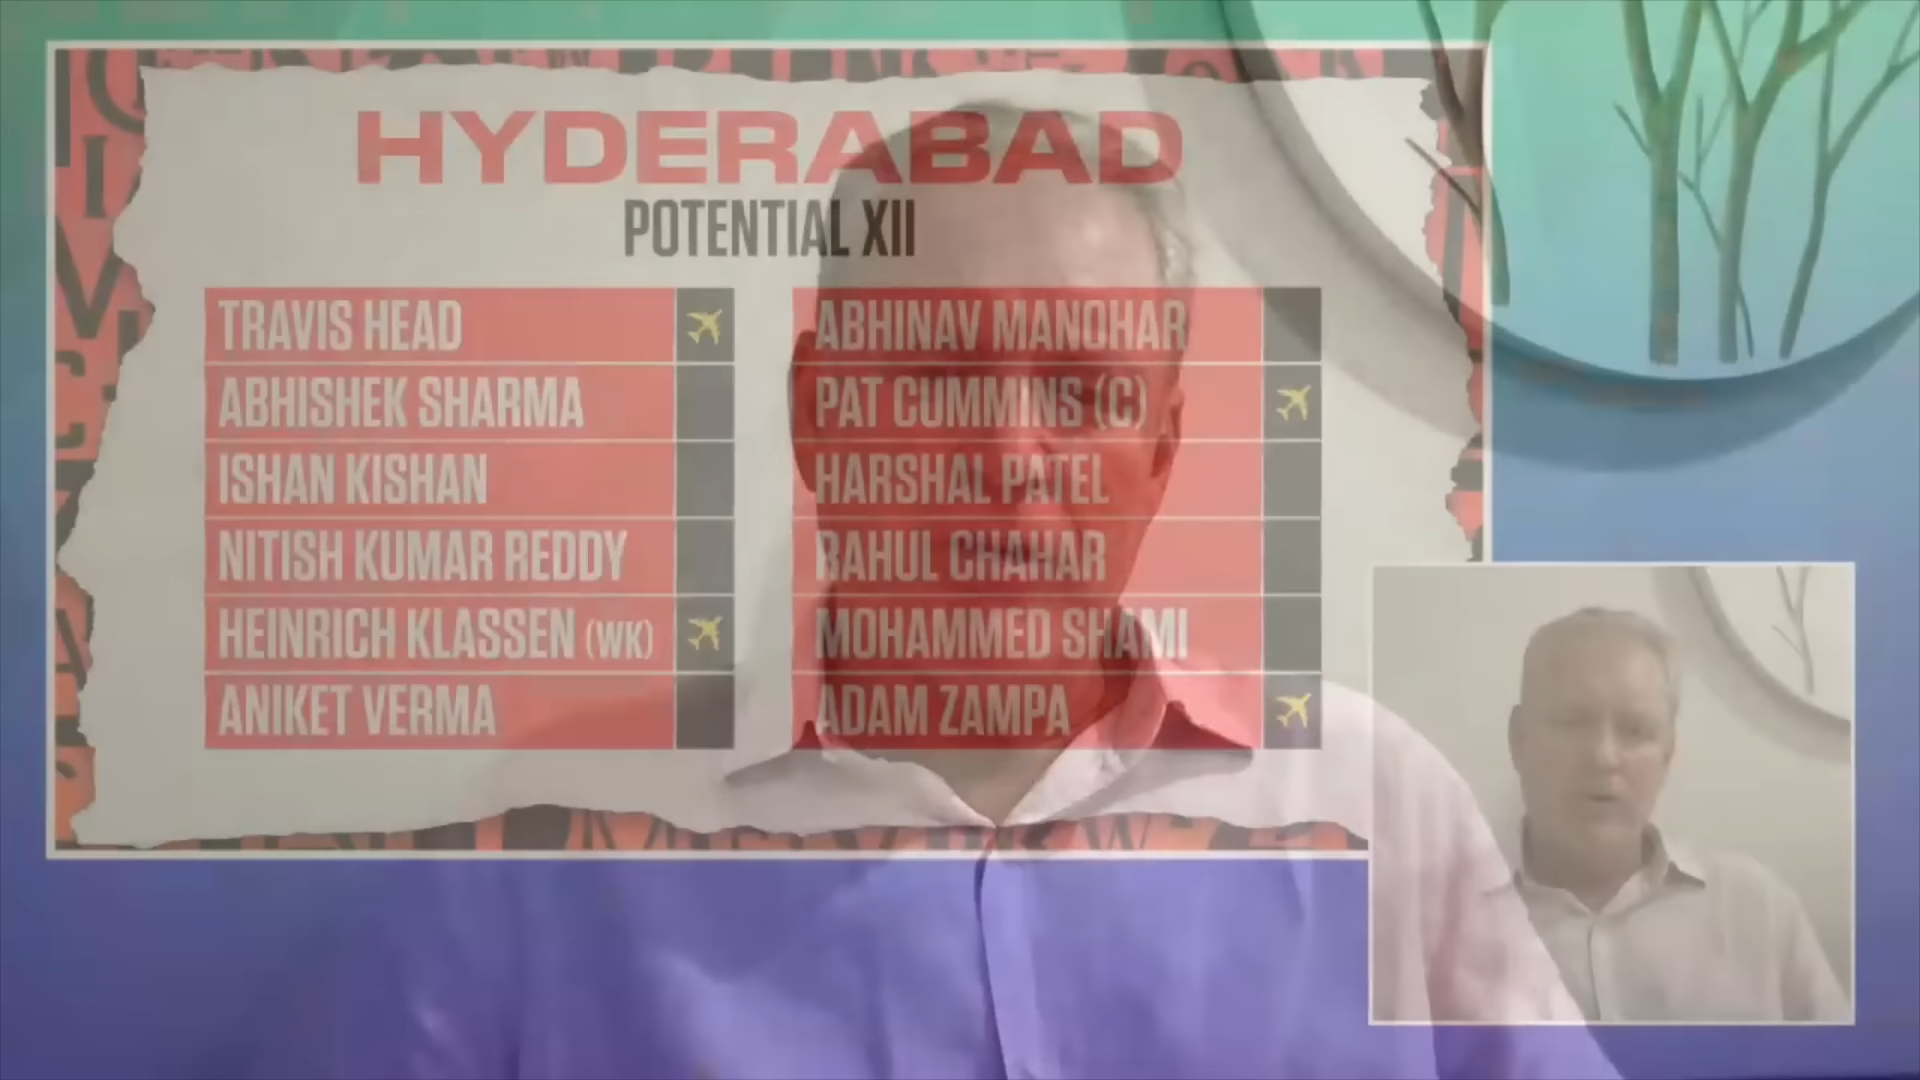 HYDERABAD
POTENTIAL XII
TRAVIS HEAD
ABHISHEK SHARMA
ISHAN KISHAN
NITISH KUMAR REDDY
HEINRICH KLASSEN (WK)
ANIKET VERMA
ABHINAV MANOHAR
PAT CUMMINS (C)
HARSHAL PATEL
RAHUL CHAHAR
MOHAMMED SHAMI
ADAM ZAMPA